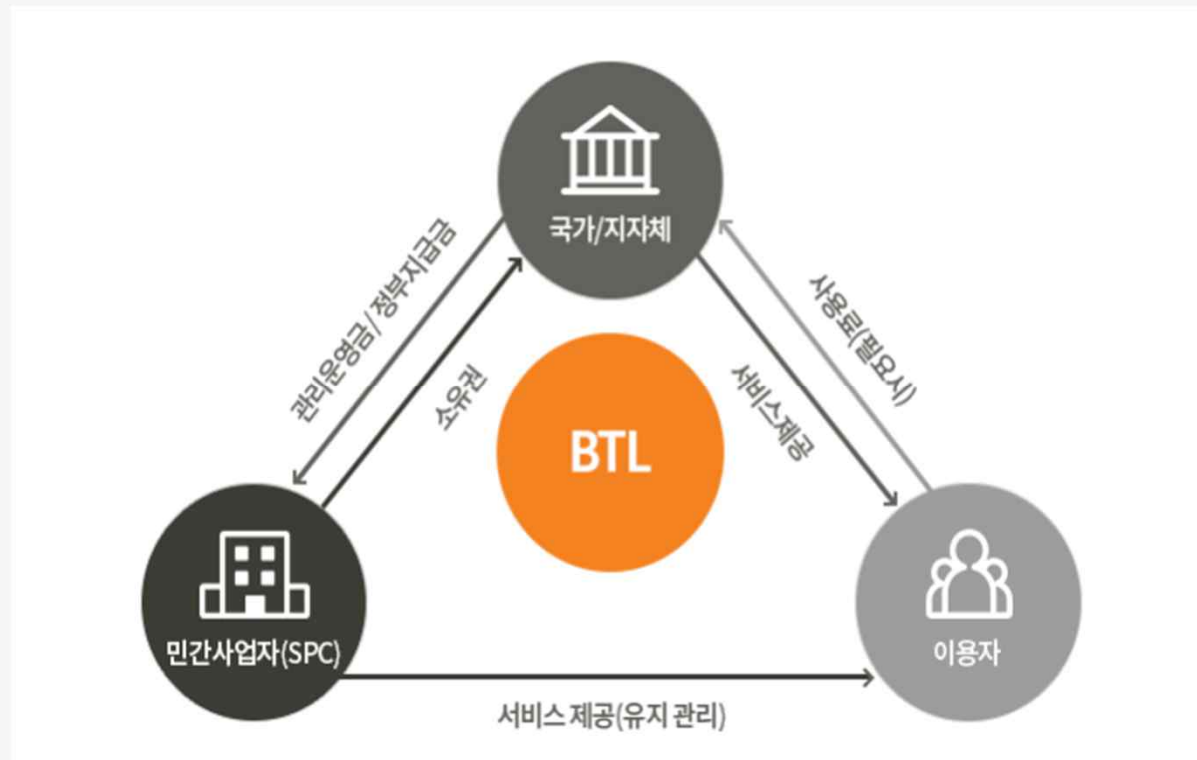 국가/지자체
관리운영금/ 정부지급금
소유권
사용료(필요시)
서비스제공
BTL
민간사업자(SPC)
이용자
서비스 제공(유지 관리)